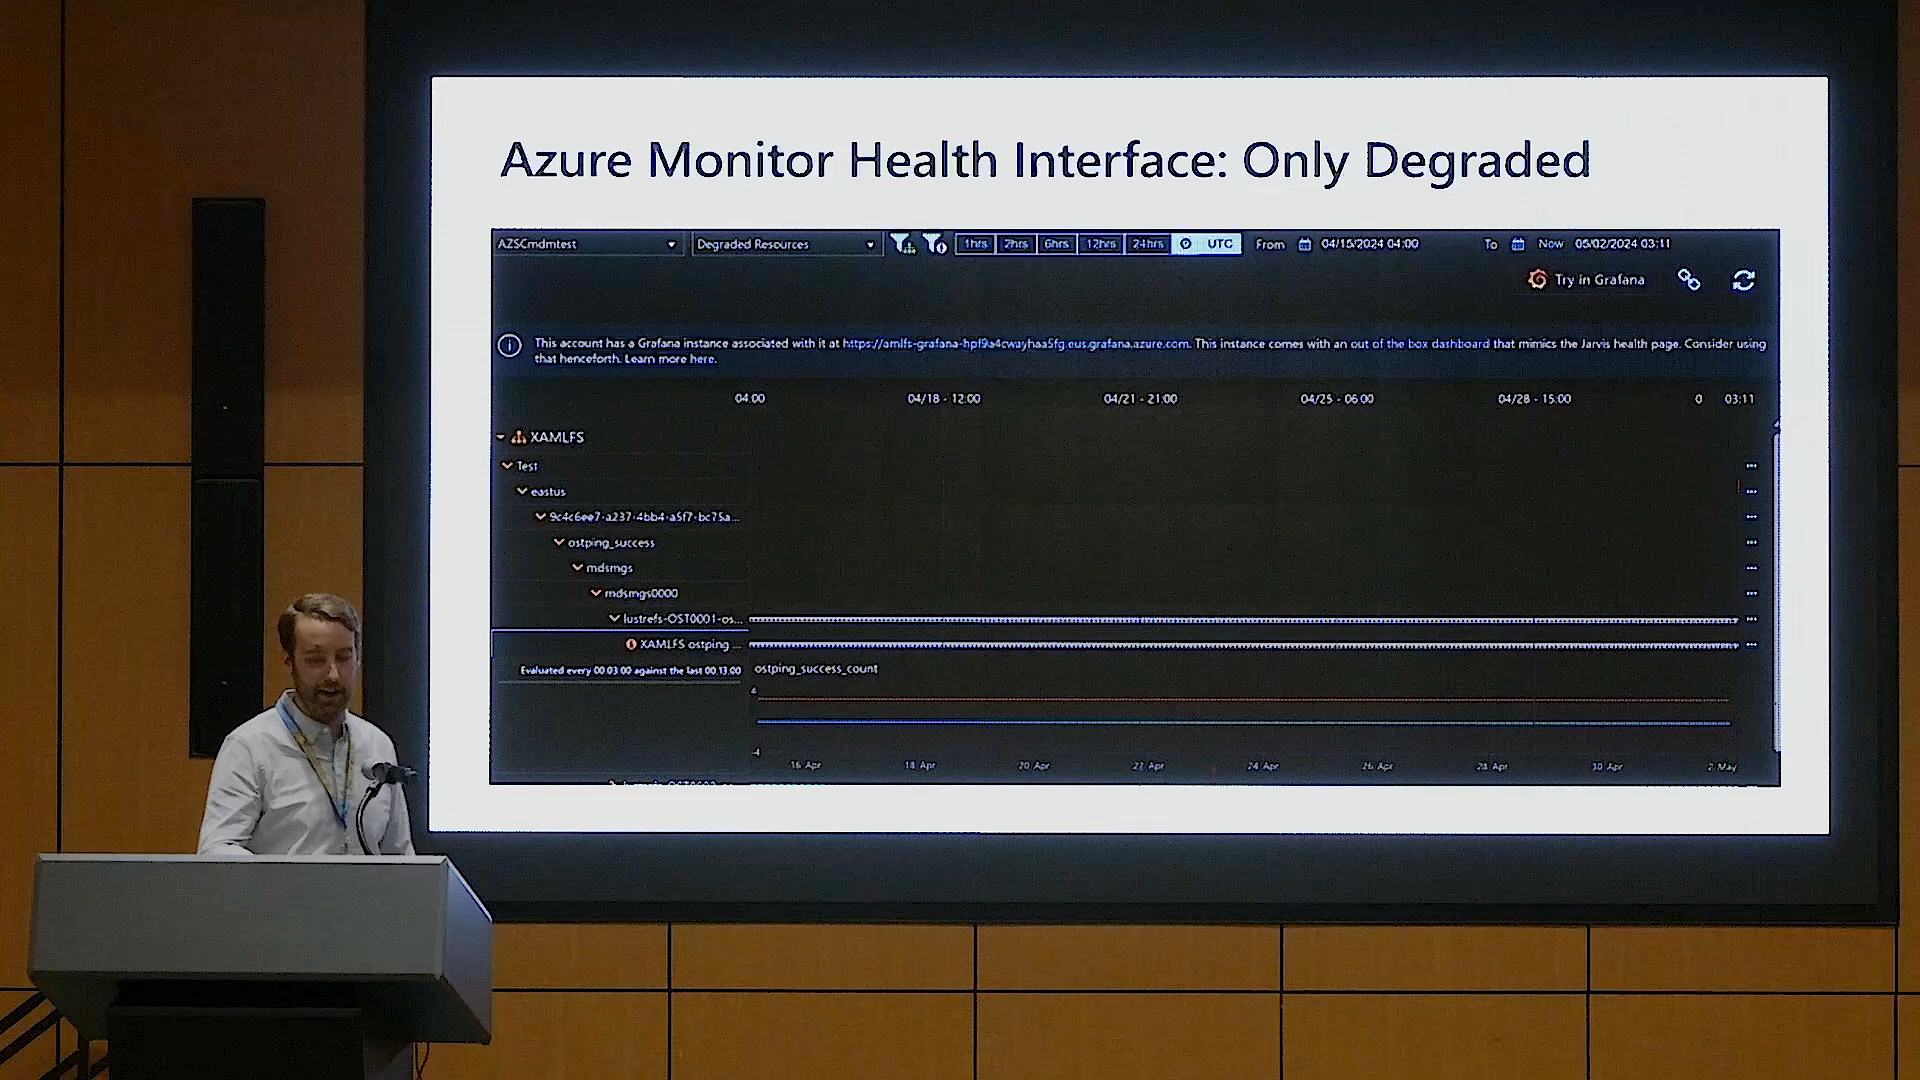 Azure Monitor Health Interface: Only Degraded
AZSCmdmtest Degraded Resources 1hrs 2hrs 6hrs 12hrs 24hrs UTC From 04/15/2024 04:00 To Now 05/02/2024 03:11
Try in Grafana
This account has a Grafana instance associated with it at https://amlfs-grafana-hpf9a4cwayhaa5fg.eus.grafana.azure.com. This instance comes with an out of the box dashboard that mimics the Jarvis health page. Consider using
that henceforth. Learn more here.
04:00 04/18 - 12:00 04/21 - 21:00 04/25 - 06:00 04/28 - 15:00 0 03:11
XAMLFS
Test
eastus
9c4c6ee7-a237-4bb4-a5f7-bc75a...
ostping_success
mdsmgs
mdsmgs0000
lustrefs-OST0001-os...
XAMLFS ostping ...
Evaluated every 00:03:00 against the last 00:13:00 ostping_success_count
4
-4
16 Apr 18 Apr 20 Apr 22 Apr 24 Apr 26 Apr 28 Apr 30 Apr 2 May